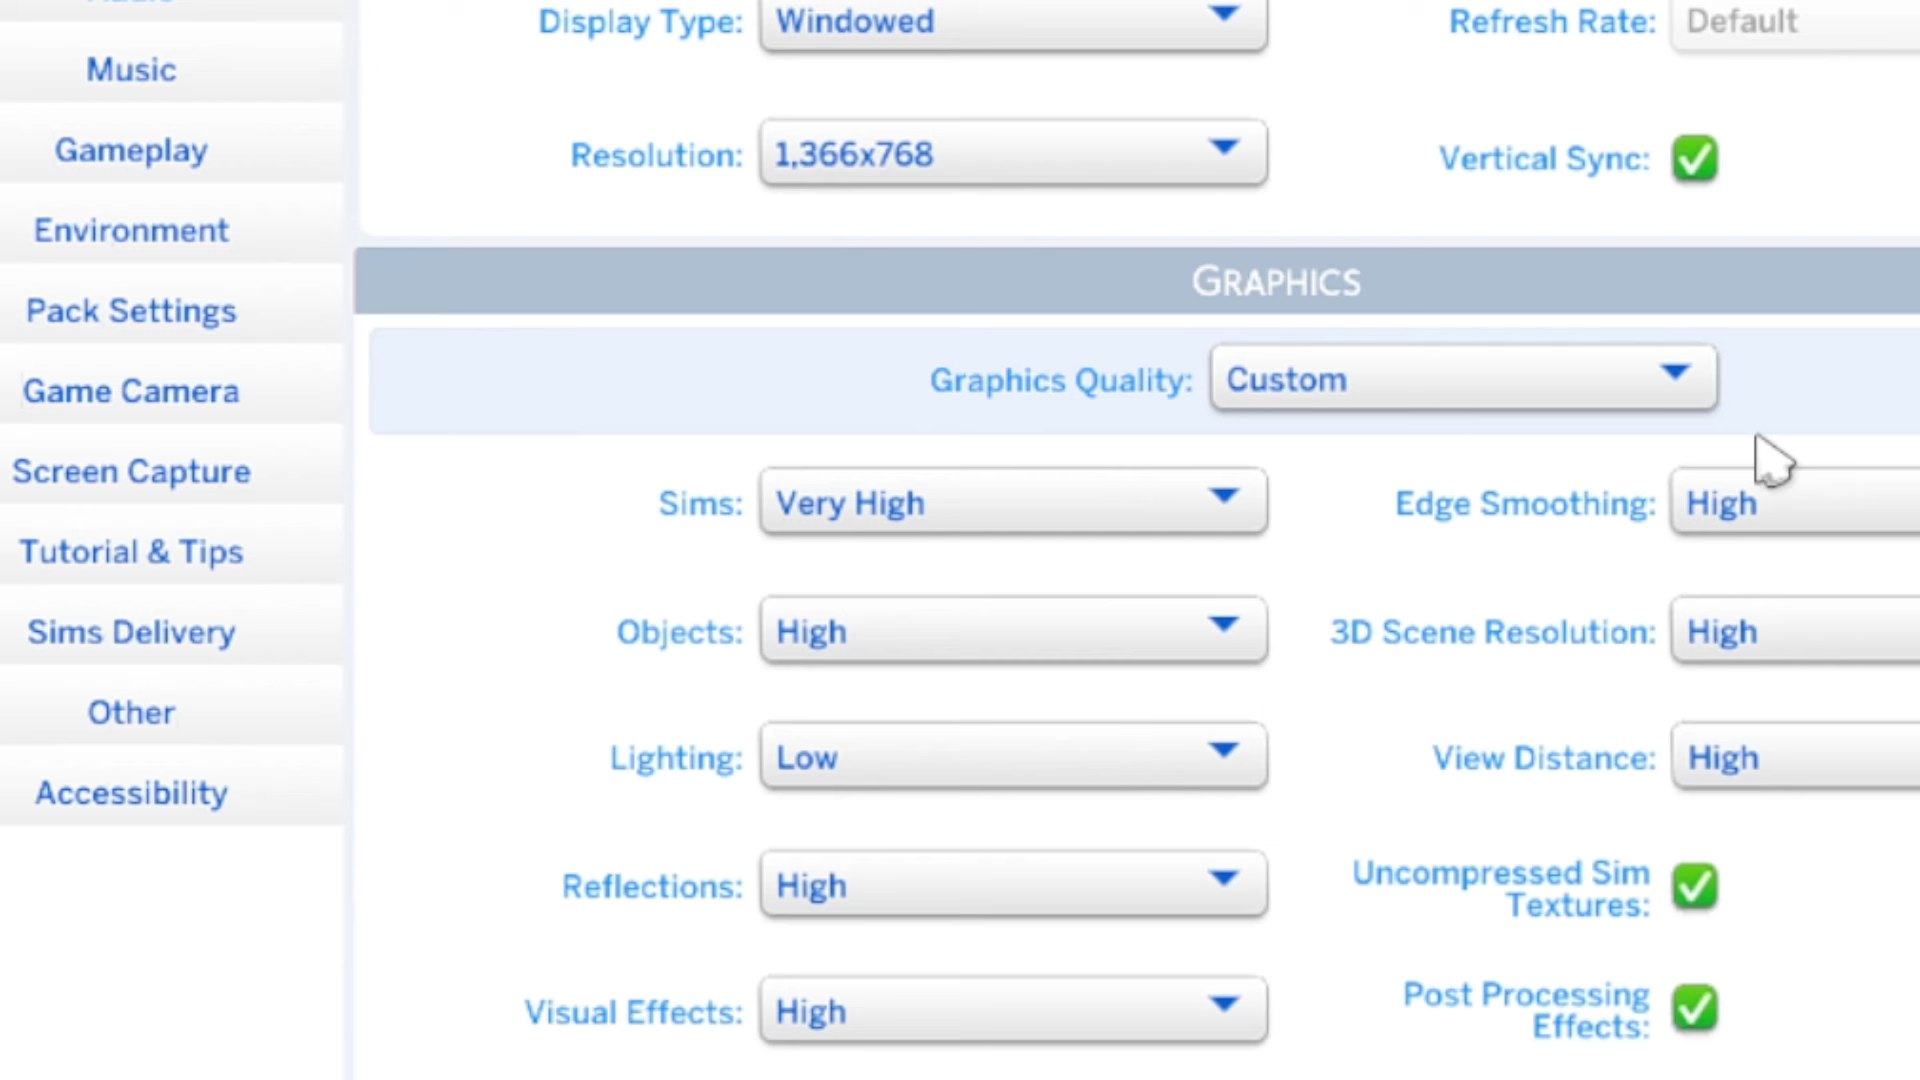 Audio
Music
Gameplay
Environment
Pack Settings
Game Camera
Screen Capture
Tutorial & Tips
Sims Delivery
Other
Accessibility
Display Type: Windowed
Refresh Rate: Default
Resolution: 1,366x768
Vertical Sync:
GRAPHICS
Graphics Quality: Custom
Sims: Very High
Edge Smoothing: High
Objects: High
3D Scene Resolution: High
Lighting: Low
View Distance: High
Reflections: High
Uncompressed Sim
Textures:
Visual Effects: High
Post Processing
Effects: